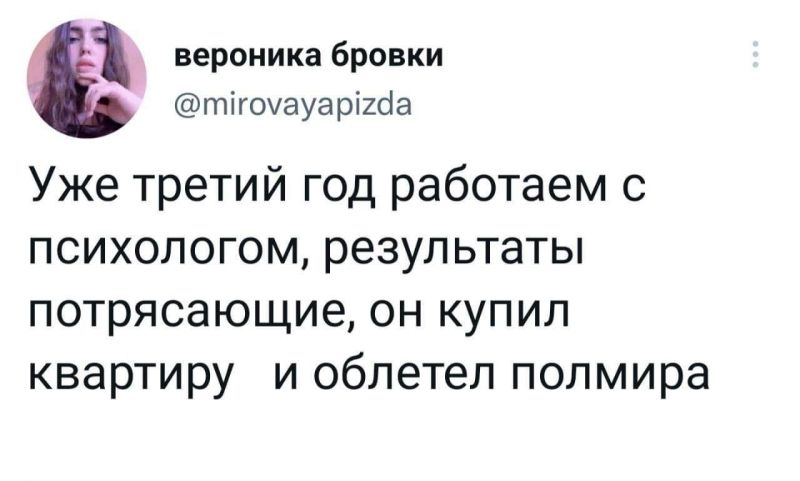 вероника бровки
@mirovayapizda
Уже третий год работаем с
психологом, результаты
потрясающие, он купил
квартиру   и облетел полмира